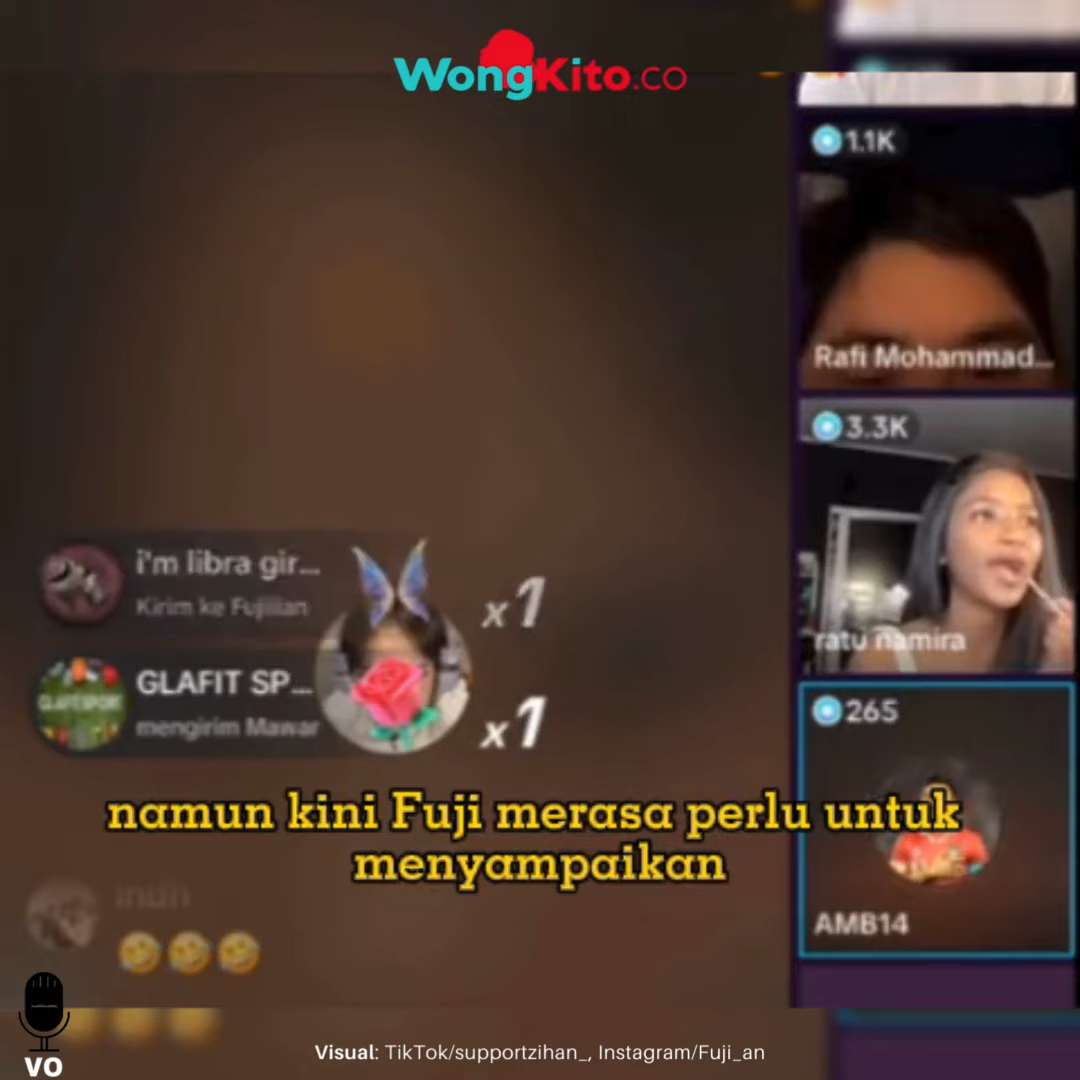 WongKito.co
1.1K
Rafi Mohammad...
3.3K
ratu namira
i'm libra gir...
Kirim ke Fujiiian
x1
GLAFIT SP...
mengirim Mawar
x1
265
namun kini Fuji merasa perlu untuk
menyampaikan
AMB14
VO
Visual: TikTok/supportzihan_, Instagram/Fuji_an